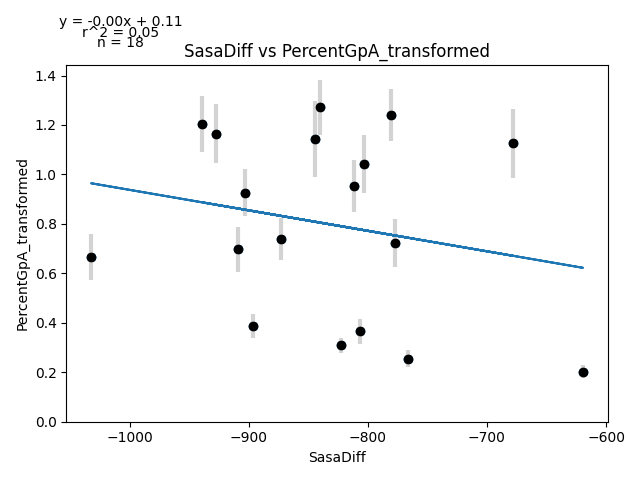 y = -0.00x + 0.11
r^2 = 0.05
n = 18
SasaDiff vs PercentGpA_transformed
1.4
1.2
1.0
0.8
0.6
0.4
0.2
0.0
PercentGpA_transformed
−1000
−900
−800
−700
−600
SasaDiff